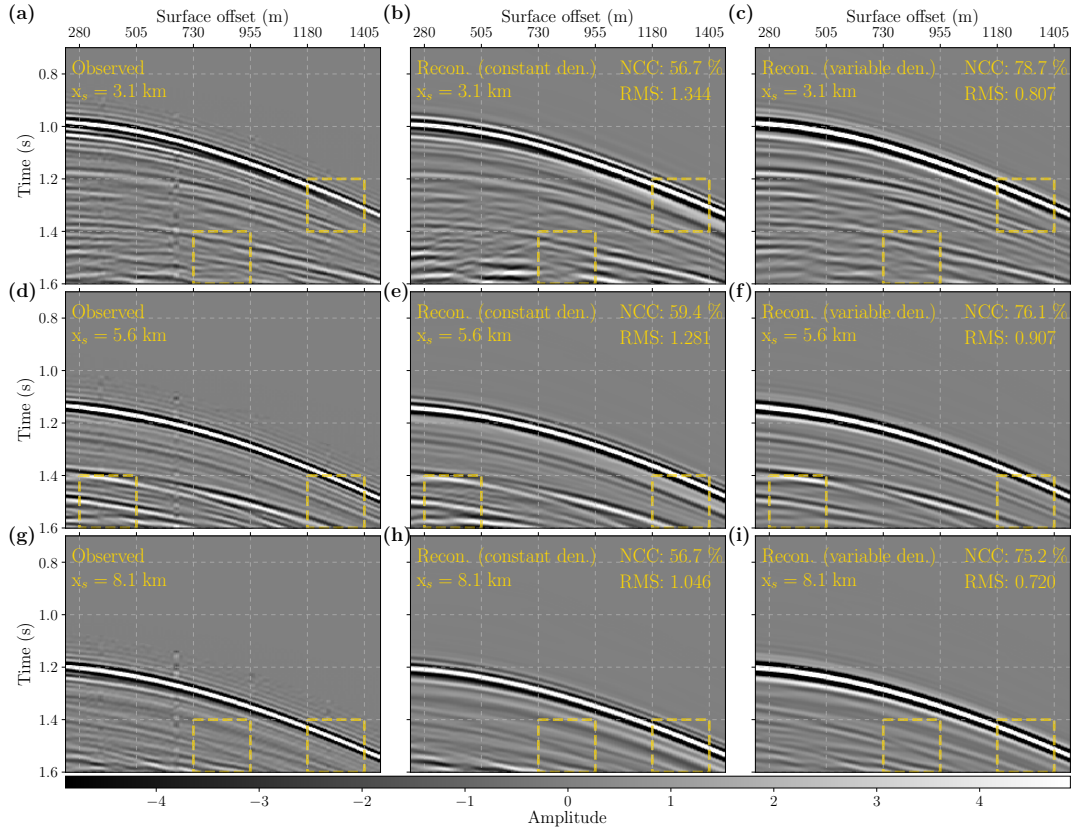 (a) Surface offset (m) (b) Surface offset (m) (c) Surface offset (m)
280 505 730 955 1180 1405 280 505 730 955 1180 1405 280 505 730 955 1180 1405
Observed Recon. (constant den.) NCC: 56.7 % Recon. (variable den.) NCC: 78.7 %
x_s = 3.1 km x_s = 3.1 km RMS: 1.344 x_s = 3.1 km RMS: 0.807
Time (s)
0.8
1.0
1.2
1.4
1.6
(d) (e) (f)
Observed Recon. (constant den.) NCC: 59.4 % Recon. (variable den.) NCC: 76.1 %
x_s = 5.6 km x_s = 5.6 km RMS: 1.281 x_s = 5.6 km RMS: 0.907
Time (s)
0.8
1.0
1.2
1.4
1.6
(g) (h) (i)
Observed Recon. (constant den.) NCC: 56.7 % Recon. (variable den.) NCC: 75.2 %
x_s = 8.1 km x_s = 8.1 km RMS: 1.046 x_s = 8.1 km RMS: 0.720
Time (s)
0.8
1.0
1.2
1.4
1.6
−4 −3 −2 −1 0 1 2 3 4
Amplitude